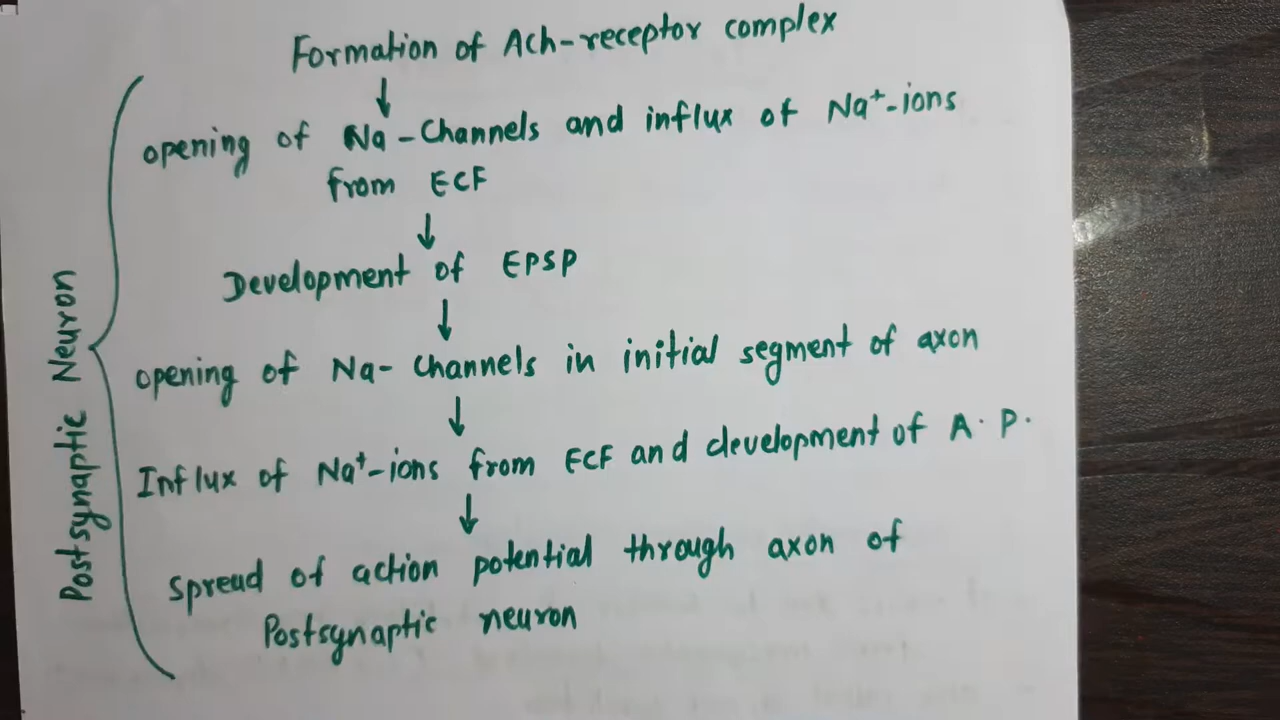 Formation of Ach-receptor complex
↓
opening of Na-Channels and influx of Na⁺-ions
from ECF
↓
Development of EPSP
↓
opening of Na-Channels in initial segment of axon
↓
Influx of Na⁺-ions from ECF and development of A.P.
↓
Spread of action potential through axon of
Postsynaptic neuron
Postsynaptic Neuron